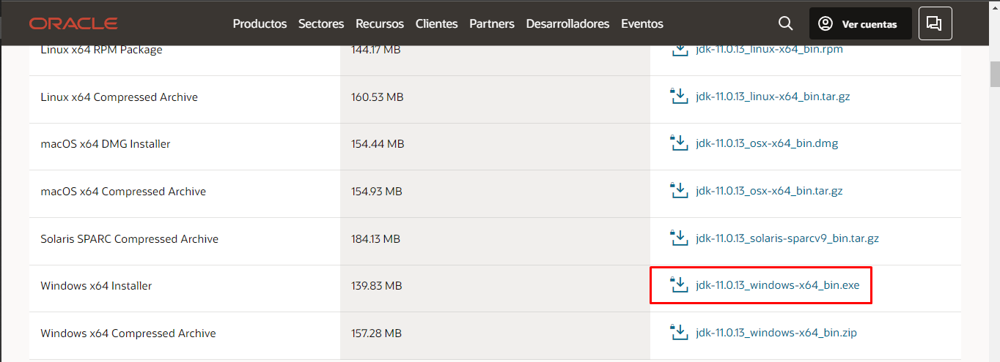 ORACLE Productos Sectores Recursos Clientes Partners Desarrolladores Eventos Ver cuentas
Linux x64 RPM Package 144.17 MB jdk-11.0.13_linux-x64_bin.rpm
Linux x64 Compressed Archive 160.53 MB jdk-11.0.13_linux-x64_bin.tar.gz
macOS x64 DMG Installer 154.44 MB jdk-11.0.13_osx-x64_bin.dmg
macOS x64 Compressed Archive 154.93 MB jdk-11.0.13_osx-x64_bin.tar.gz
Solaris SPARC Compressed Archive 184.13 MB jdk-11.0.13_solaris-sparcv9_bin.tar.gz
Windows x64 Installer 139.83 MB jdk-11.0.13_windows-x64_bin.exe
Windows x64 Compressed Archive 157.28 MB jdk-11.0.13_windows-x64_bin.zip